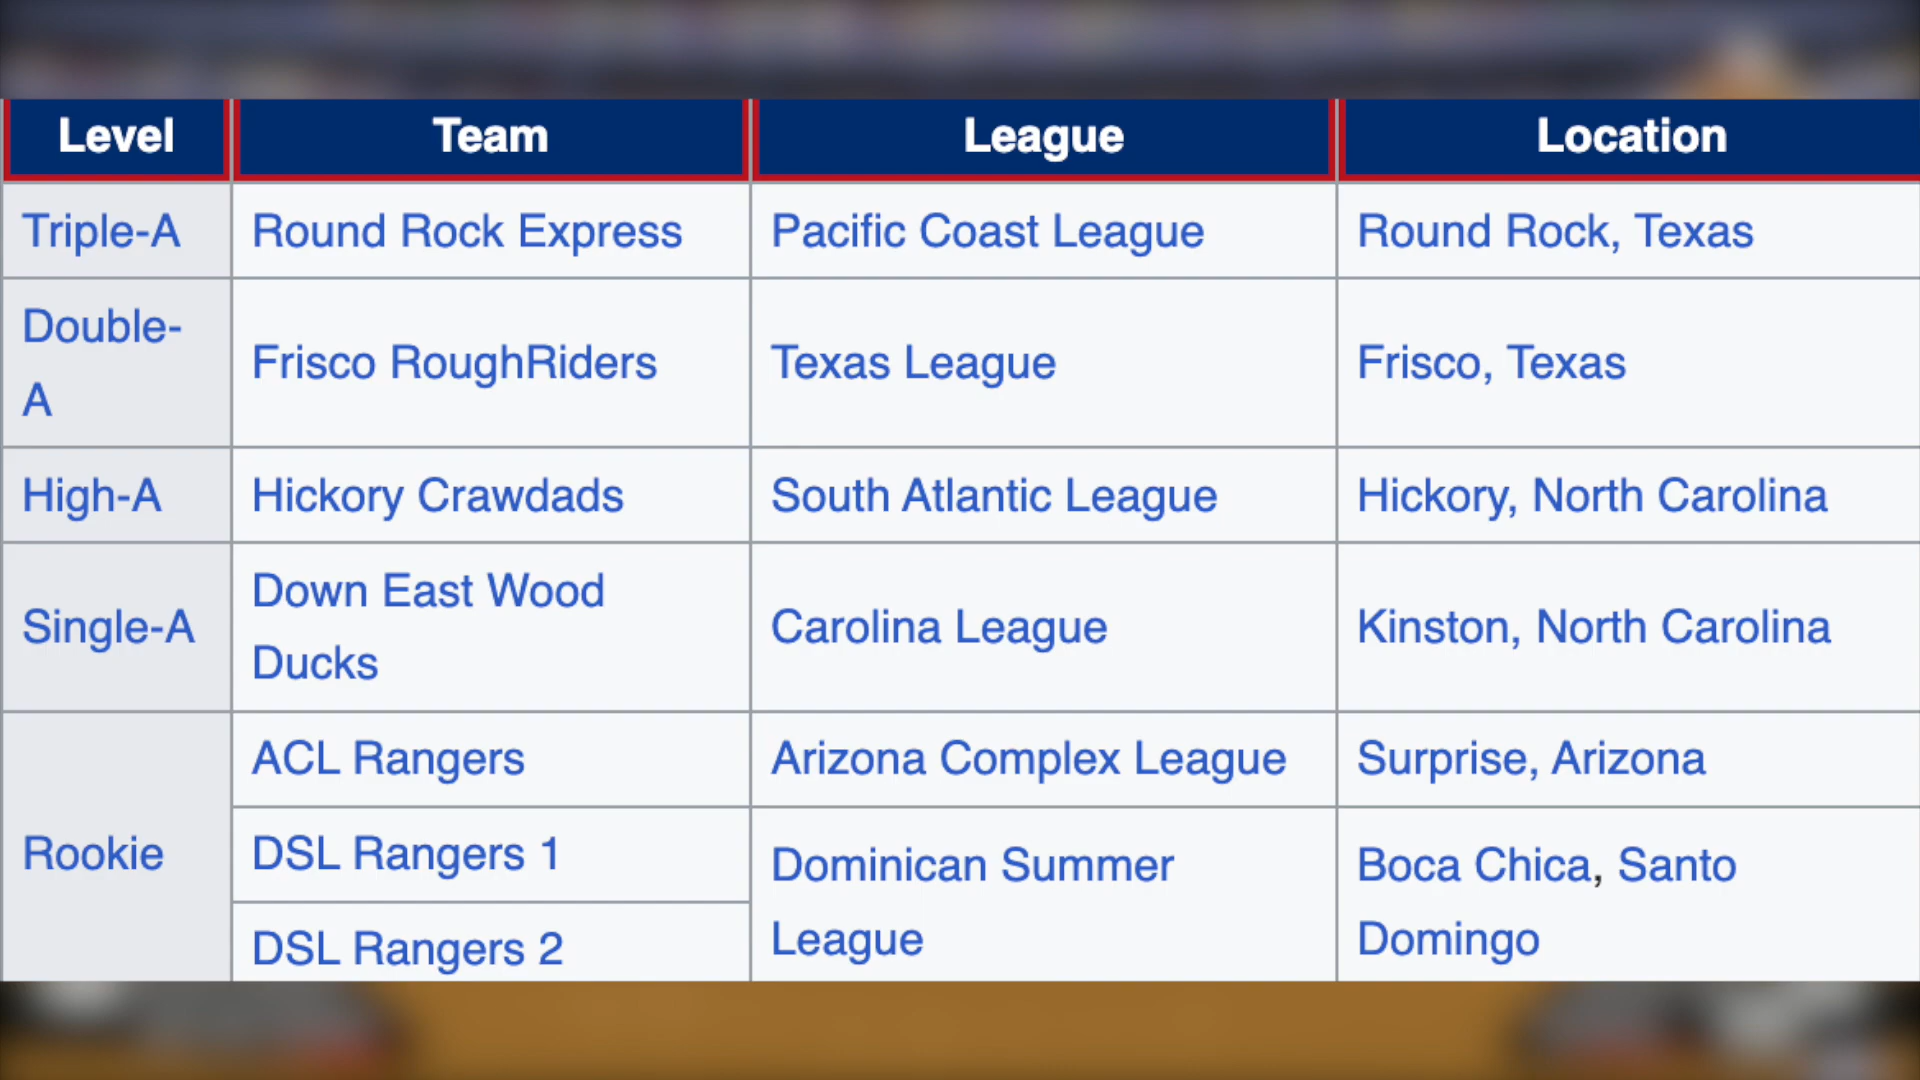 Level Team League Location
Triple-A Round Rock Express Pacific Coast League Round Rock, Texas
Double-
A
Frisco RoughRiders Texas League Frisco, Texas
High-A Hickory Crawdads South Atlantic League Hickory, North Carolina
Single-A
Down East Wood
Ducks
Carolina League Kinston, North Carolina
Rookie
ACL Rangers Arizona Complex League Surprise, Arizona
DSL Rangers 1
DSL Rangers 2
Dominican Summer
League
Boca Chica, Santo
Domingo